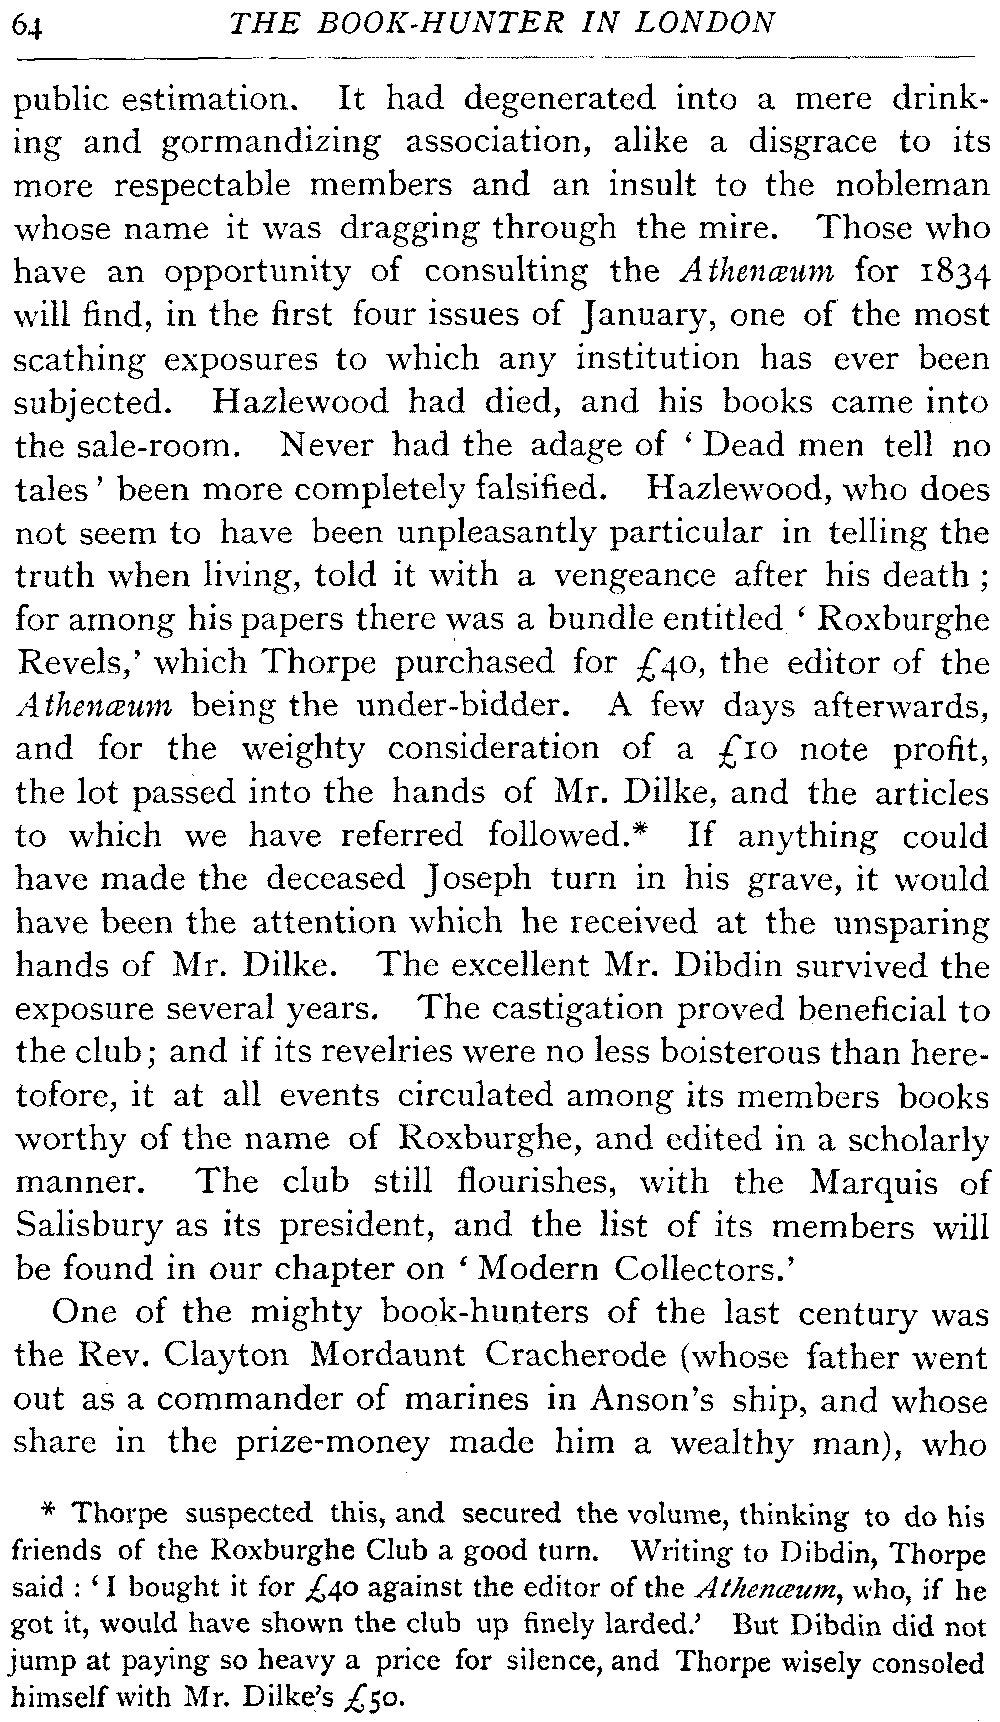 64 THE BOOK-HUNTER IN LONDON
public estimation. It had degenerated into a mere drink-
ing and gormandizing association, alike a disgrace to its
more respectable members and an insult to the nobleman
whose name it was dragging through the mire. Those who
have an opportunity of consulting the Athenæum for 1834
will find, in the first four issues of January, one of the most
scathing exposures to which any institution has ever been
subjected. Hazlewood had died, and his books came into
the sale-room. Never had the adage of ‘ Dead men tell no
tales ’ been more completely falsified. Hazlewood, who does
not seem to have been unpleasantly particular in telling the
truth when living, told it with a vengeance after his death ;
for among his papers there was a bundle entitled ‘ Roxburghe
Revels,’ which Thorpe purchased for £40, the editor of the
Athenæum being the under-bidder. A few days afterwards,
and for the weighty consideration of a £10 note profit,
the lot passed into the hands of Mr. Dilke, and the articles
to which we have referred followed.* If anything could
have made the deceased Joseph turn in his grave, it would
have been the attention which he received at the unsparing
hands of Mr. Dilke. The excellent Mr. Dibdin survived the
exposure several years. The castigation proved beneficial to
the club; and if its revelries were no less boisterous than here-
tofore, it at all events circulated among its members books
worthy of the name of Roxburghe, and edited in a scholarly
manner. The club still flourishes, with the Marquis of
Salisbury as its president, and the list of its members will
be found in our chapter on ‘ Modern Collectors.’
One of the mighty book-hunters of the last century was
the Rev. Clayton Mordaunt Cracherode (whose father went
out as a commander of marines in Anson’s ship, and whose
share in the prize-money made him a wealthy man), who
* Thorpe suspected this, and secured the volume, thinking to do his
friends of the Roxburghe Club a good turn. Writing to Dibdin, Thorpe
said : ‘ I bought it for £40 against the editor of the Athenæum, who, if he
got it, would have shown the club up finely larded.’ But Dibdin did not
jump at paying so heavy a price for silence, and Thorpe wisely consoled
himself with Mr. Dilke’s £50.